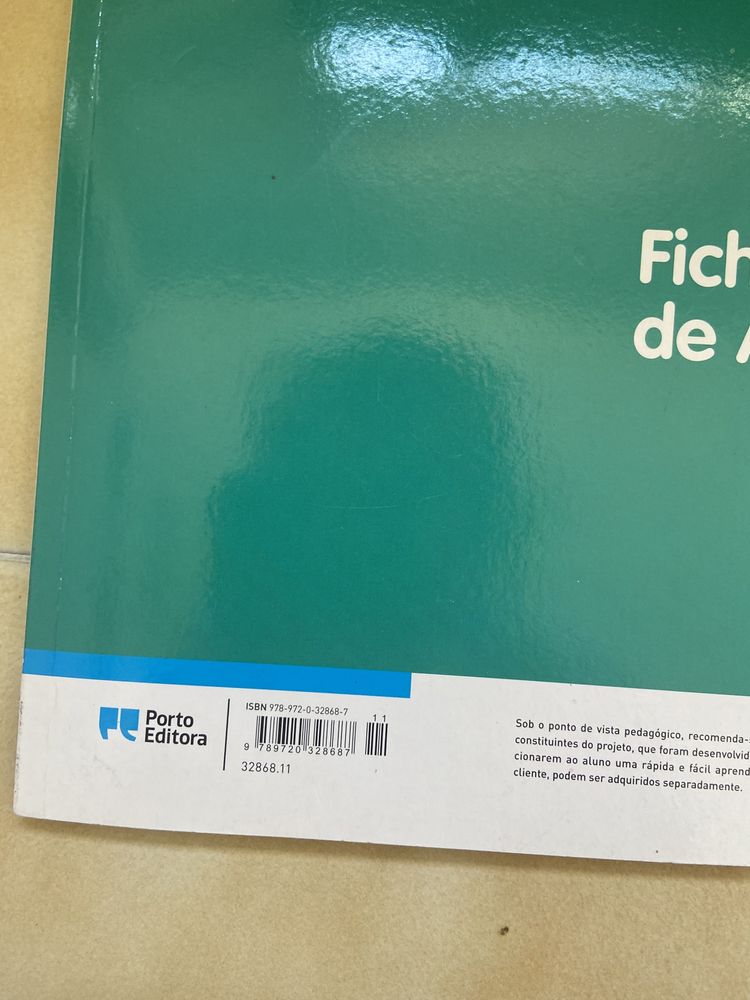 Fich
de
Porto
Editora
ISBN 978-972-0-32868-7
1 1
9 789720 328687
32868.11
Sob o ponto de vista pedagógico, recomenda-
constituintes do projeto, que foram desenvolvid
cionarem ao aluno uma rápida e fácil aprend
cliente, podem ser adquiridos separadamente.